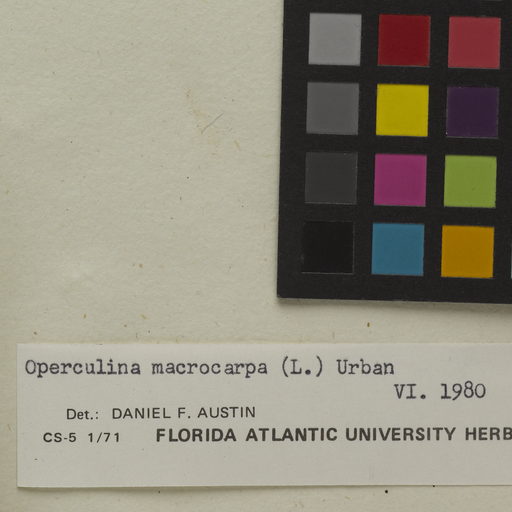 Operculina macrocarpa (L.) Urban
VI. 1980
Det.: DANIEL F. AUSTIN
CS-5 1/71 FLORIDA ATLANTIC UNIVERSITY HERB